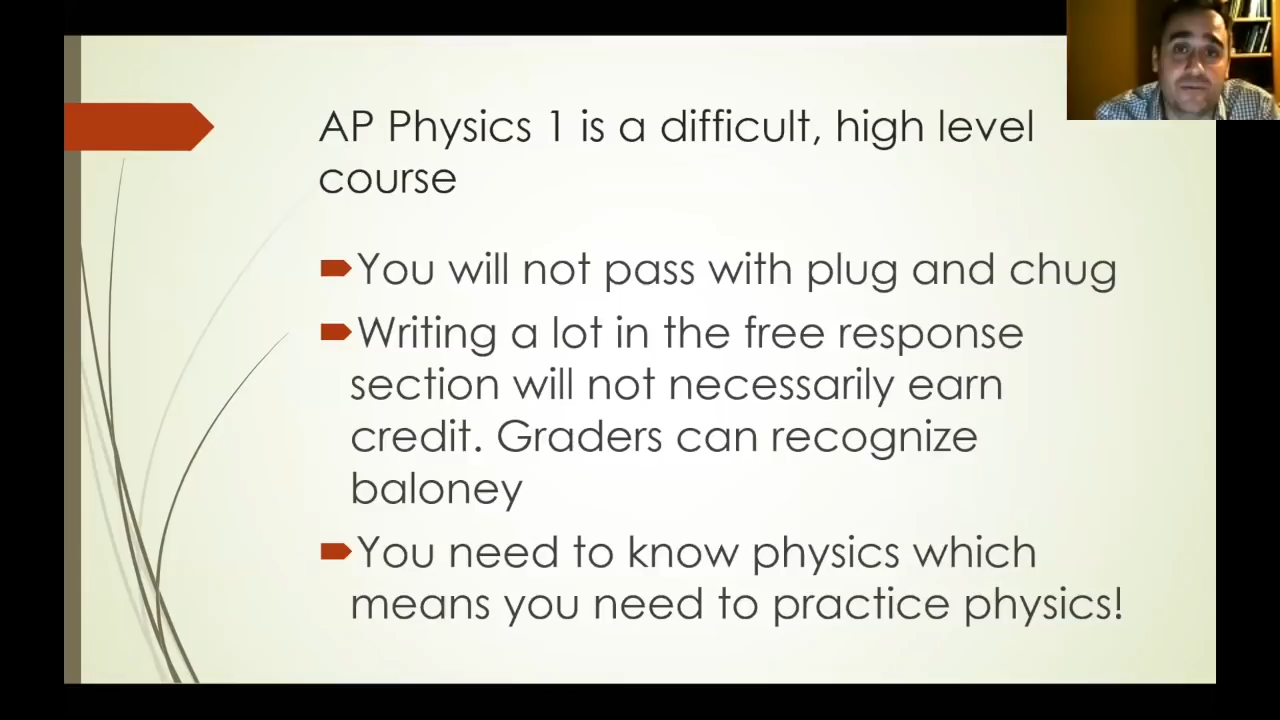 AP Physics 1 is a difficult, high level
course
You will not pass with plug and chug
Writing a lot in the free response
section will not necessarily earn
credit. Graders can recognize
baloney
You need to know physics which
means you need to practice physics!